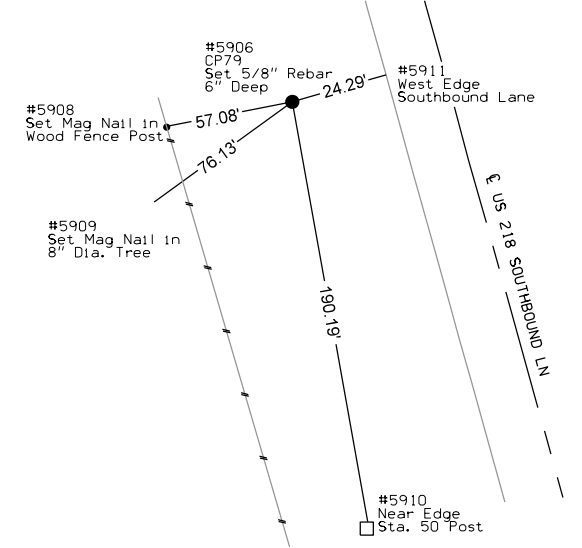 #5906
CP79
Set 5/8" Rebar
6" Deep
24.29'
#5911
West Edge
Southbound Lane
#5908
Set Mag Nail in
Wood Fence Post
57.08'
76.13'
#5909
Set Mag Nail in
8" Dia. Tree
190.19'
℄ US 218 SOUTHBOUND LN
#5910
Near Edge
Sta. 50 Post